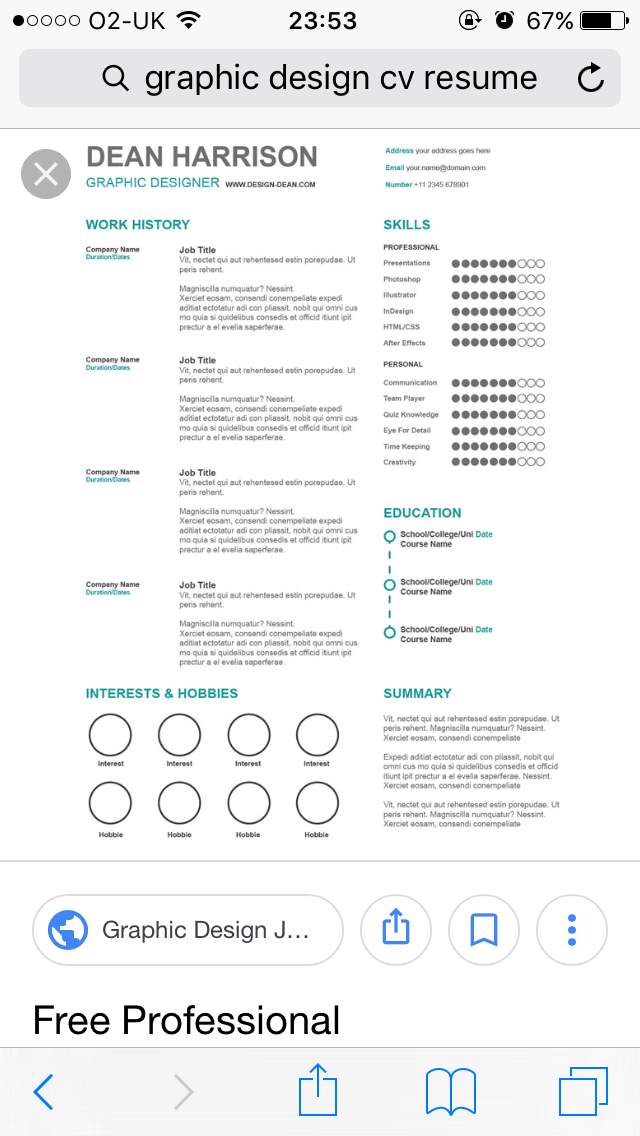 O2-UK 23:53 67%
graphic design cv resume
DEAN HARRISON
GRAPHIC DESIGNER WWW.DESIGN-DEAN.COM
Address your address goes here
Email your.name@domain.com
Number +11 2345 678901
WORK HISTORY
Company Name
Duration/Dates
Job Title
Vit, nectet qui aut rehentesed estin porepudae. Ut
peris rehent.
Magniscilla numquatur? Nessint.
Xerciet eosam, consendi conempeliate expedi
aditiat ectotatur adi con pliassit, nobit qui omni cus
mo quia si quidelibus consedis et officid itiunt ipit
prectur a el evelia saperferae.
Company Name
Duration/Dates
Job Title
Vit, nectet qui aut rehentesed estin porepudae. Ut
peris rehent.
Magniscilla numquatur? Nessint.
Xerciet eosam, consendi conempeliate expedi
aditiat ectotatur adi con pliassit, nobit qui omni cus
mo quia si quidelibus consedis et officid itiunt ipit
prectur a el evelia saperferae.
Company Name
Duration/Dates
Job Title
Vit, nectet qui aut rehentesed estin porepudae. Ut
peris rehent.
Magniscilla numquatur? Nessint.
Xerciet eosam, consendi conempeliate expedi
aditiat ectotatur adi con pliassit, nobit qui omni cus
mo quia si quidelibus consedis et officid itiunt ipit
prectur a el evelia saperferae.
Company Name
Duration/Dates
Job Title
Vit, nectet qui aut rehentesed estin porepudae. Ut
peris rehent.
Magniscilla numquatur? Nessint.
Xerciet eosam, consendi conempeliate expedi
aditiat ectotatur adi con pliassit, nobit qui omni cus
mo quia si quidelibus consedis et officid itiunt ipit
prectur a el evelia saperferae.
SKILLS
PROFESSIONAL
Presentations
Photoshop
Illustrator
InDesign
HTML/CSS
After Effects
PERSONAL
Communication
Team Player
Quiz Knowledge
Eye For Detail
Time Keeping
Creativity
EDUCATION
School/College/Uni Date
Course Name
School/College/Uni Date
Course Name
School/College/Uni Date
Course Name
INTERESTS & HOBBIES
Interest Interest Interest Interest
Hobbie Hobbie Hobbie Hobbie
SUMMARY
Vit, nectet qui aut rehentesed estin porepudae. Ut
peris rehent. Magniscilla numquatur? Nessint.
Xerciet eosam, consendi conempeliate
Expedi aditiat ectotatur adi con pliassit, nobit qui
omni cus mo quia si quidelibus consedis et officid
itiunt ipit prectur a el evelia saperferae. Nessint.
Xerciet eosam, consendi conempeliate
Vit, nectet qui aut rehentesed estin porepudae. Ut
peris rehent. Magniscilla numquatur? Nessint.
Xerciet eosam, consendi conempeliate
Graphic Design J...
Free Professional